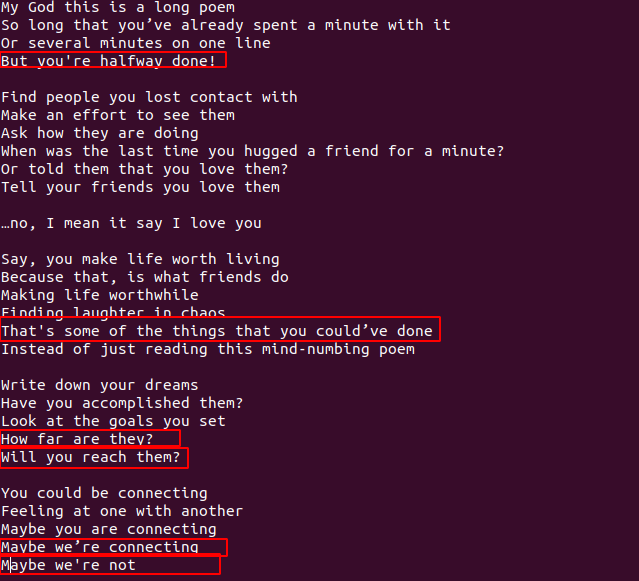 My God this is a long poem
So long that you’ve already spent a minute with it
Or several minutes on one line
But you're halfway done!
Find people you lost contact with
Make an effort to see them
Ask how they are doing
When was the last time you hugged a friend for a minute?
Or told them that you love them?
Tell your friends you love them
…no, I mean it say I love you
Say, you make life worth living
Because that, is what friends do
Making life worthwhile
Finding laughter in chaos
That's some of the things that you could’ve done
Instead of just reading this mind-numbing poem
Write down your dreams
Have you accomplished them?
Look at the goals you set
How far are they?
Will you reach them?
You could be connecting
Feeling at one with another
Maybe you are connecting
Maybe we’re connecting
Maybe we're not